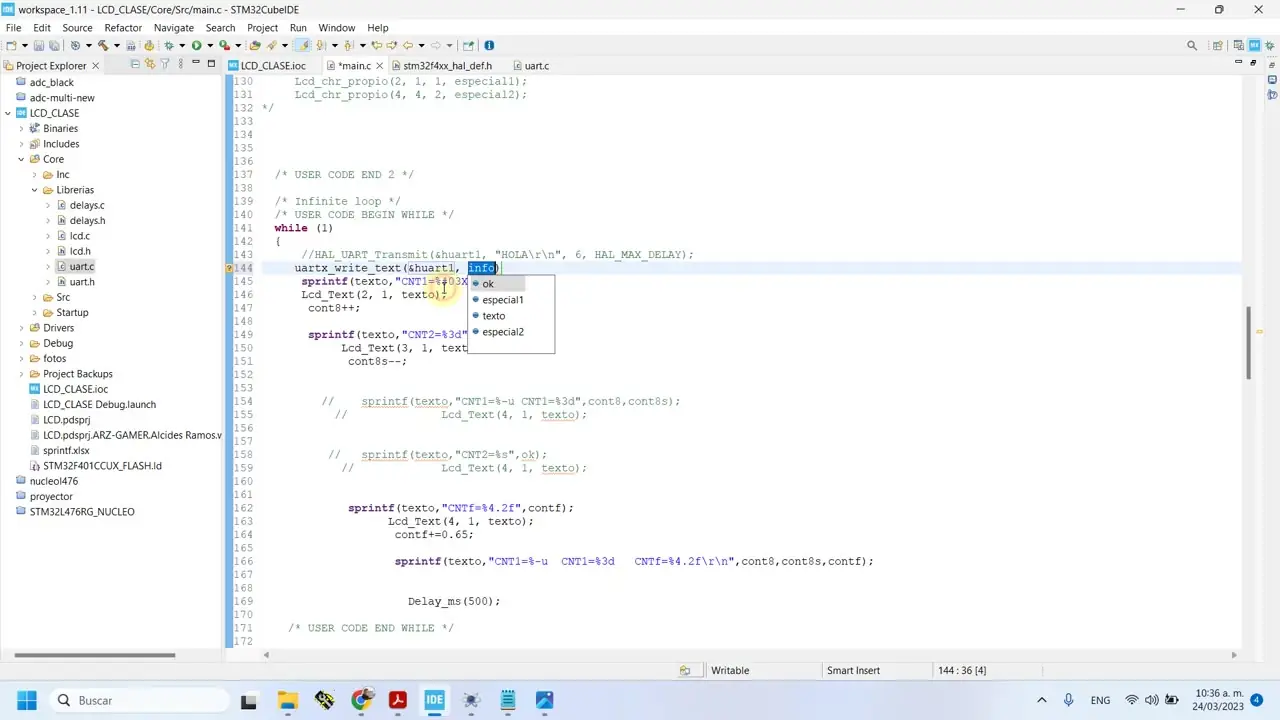 workspace_1.11 - LCD_CLASE/Core/Src/main.c - STM32CubeIDE
File Edit Source Refactor Navigate Search Project Run Window Help
Project Explorer
LCD_CLASE.ioc *main.c stm32f4xx_hal_def.h uart.c
adc_black
adc-multi-new
LCD_CLASE
Binaries
Includes
Core
Inc
Librerias
delays.c
delays.h
lcd.c
lcd.h
uart.c
uart.h
Src
Startup
Drivers
Debug
fotos
Project Backups
LCD_CLASE.ioc
LCD_CLASE Debug.launch
LCD.pdsprj
LCD.pdsprj.ARZ-GAMER.Alcides Ramos.w
sprintf.xlsx
STM32F401CCUX_FLASH.ld
nucleol476
proyector
STM32L476RG_NUCLEO
130 Lcd_chr_propio(2, 1, 1, especial1);
131 Lcd_chr_propio(4, 4, 2, especial2);
132 */
133
134
135
136
137 /* USER CODE END 2 */
138
139 /* Infinite loop */
140 /* USER CODE BEGIN WHILE */
141 while (1)
142 {
143 //HAL_UART_Transmit(&huart1, "HOLA\r\n", 6, HAL_MAX_DELAY);
144 uartx_write_text(&huart1, info)
145 sprintf(texto,"CNT1=%#03X
146 Lcd_Text(2, 1, texto);
147 cont8++;
148
149 sprintf(texto,"CNT2=%3d"
150 Lcd_Text(3, 1, text
151 cont8s--;
152
153
154 // sprintf(texto,"CNT1=%-u CNT1=%3d",cont8,cont8s);
155 // Lcd_Text(4, 1, texto);
156
157
158 // sprintf(texto,"CNT2=%s",ok);
159 // Lcd_Text(4, 1, texto);
160
161
162 sprintf(texto,"CNTf=%4.2f",contf);
163 Lcd_Text(4, 1, texto);
164 contf+=0.65;
165
166 sprintf(texto,"CNT1=%-u CNT1=%3d CNTf=%4.2f\r\n",cont8,cont8s,contf);
167
168
169 Delay_ms(500);
170
171 /* USER CODE END WHILE */
172
ok
especial1
texto
especial2
Writable Smart Insert 144 : 36 [4]
Buscar
IDE
ENG
10:36 a. m.
24/03/2023
4